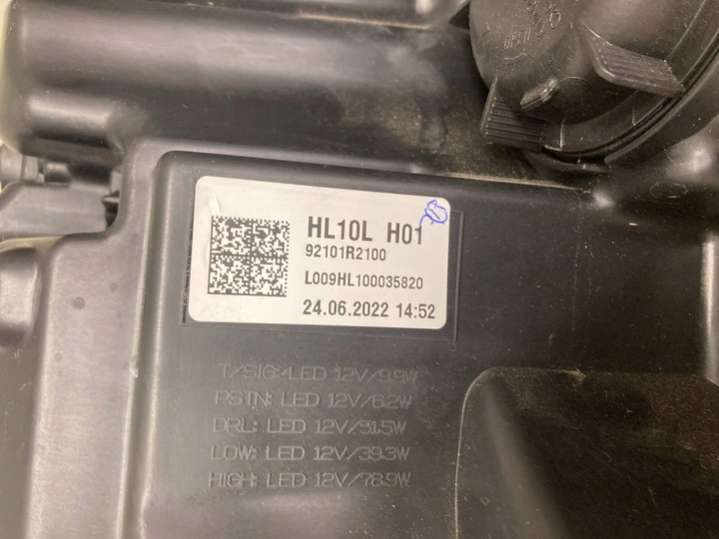 HL10L H01
92101R2100
L009HL100035820
24.06.2022 14:52
T/SIG:LED 12V/9.9W
PSTN: LED 12V/6.2W
DRL: LED 12V/31.5W
LOW: LED 12V/39.3W
HIGH: LED 12V/78.9W